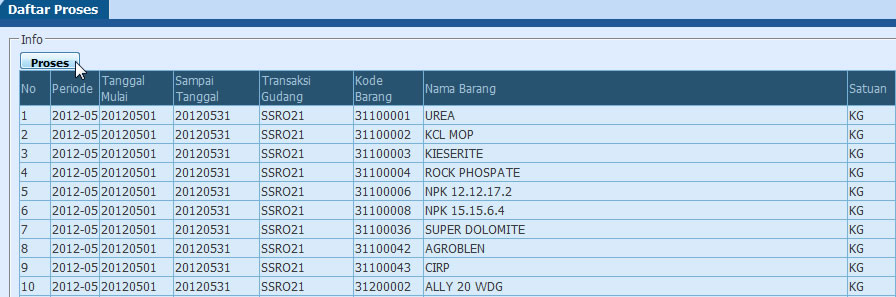 Daftar Proses
Info
Proses
No Periode Tanggal Mulai Sampai Tanggal Transaksi Gudang Kode Barang Nama Barang Satuan
1 2012-05 20120501 20120531 SSRO21 31100001 UREA KG
2 2012-05 20120501 20120531 SSRO21 31100002 KCL MOP KG
3 2012-05 20120501 20120531 SSRO21 31100003 KIESERITE KG
4 2012-05 20120501 20120531 SSRO21 31100004 ROCK PHOSPATE KG
5 2012-05 20120501 20120531 SSRO21 31100006 NPK 12.12.17.2 KG
6 2012-05 20120501 20120531 SSRO21 31100008 NPK 15.15.6.4 KG
7 2012-05 20120501 20120531 SSRO21 31100036 SUPER DOLOMITE KG
8 2012-05 20120501 20120531 SSRO21 31100042 AGROBLEN KG
9 2012-05 20120501 20120531 SSRO21 31100043 CIRP KG
10 2012-05 20120501 20120531 SSRO21 31200002 ALLY 20 WDG KG